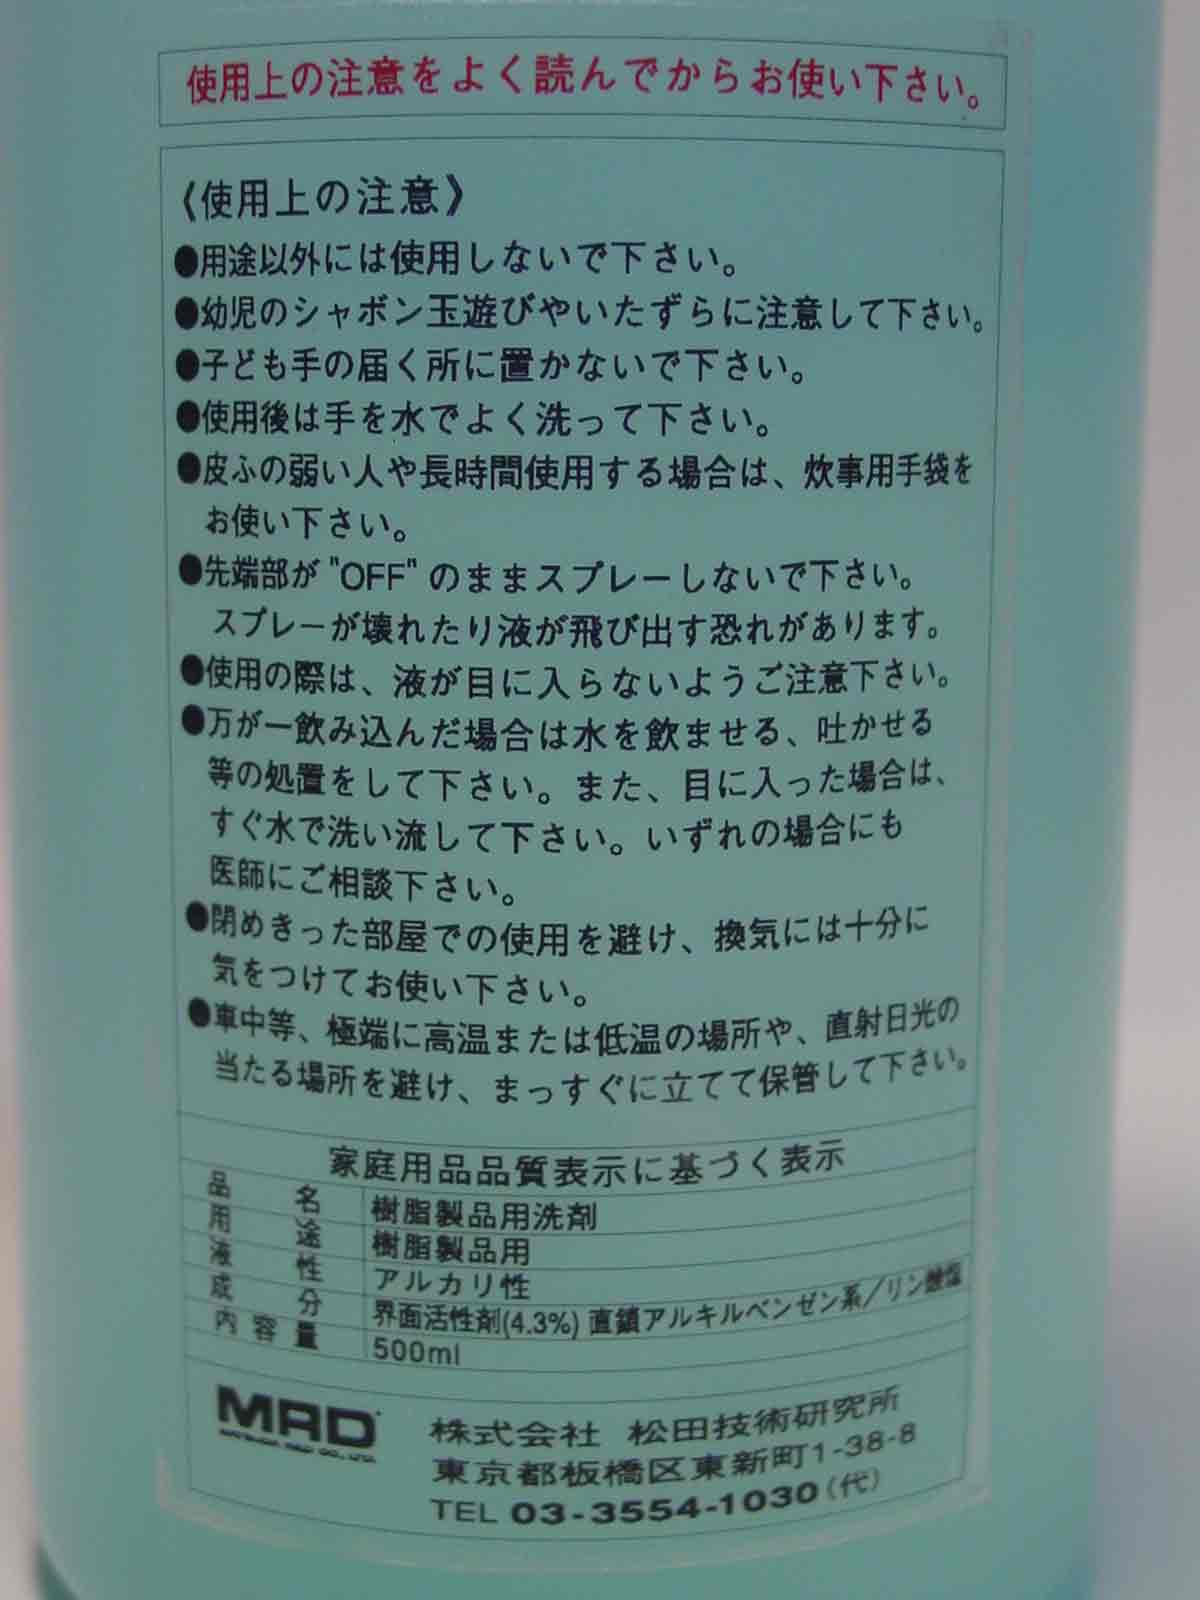 使用上の注意をよく読んでからお使い下さい。
《使用上の注意》
●用途以外には使用しないで下さい。
●幼児のシャボン玉遊びやいたずらに注意して下さい。
●子ども手の届く所に置かないで下さい。
●使用後は手を水でよく洗って下さい。
●皮ふの弱い人や長時間使用する場合は、炊事用手袋を
お使い下さい。
●先端部が"OFF"のままスプレーしないで下さい。
スプレーが壊れたり液が飛び出す恐れがあります。
●使用の際は、液が目に入らないようご注意下さい。
●万が一飲み込んだ場合は水を飲ませる、吐かせる
等の処置をして下さい。また、目に入った場合は、
すぐ水で洗い流して下さい。いずれの場合にも
医師にご相談下さい。
●閉めきった部屋での使用を避け、換気には十分に
気をつけてお使い下さい。
●車中等、極端に高温または低温の場所や、直射日光の
当たる場所を避け、まっすぐに立てて保管して下さい。
家庭用品品質表示に基づく表示
品名 樹脂製品用洗剤
用途 樹脂製品用
液性 アルカリ性
成分 界面活性剤(4.3%) 直鎖アルキルベンゼン系/リン酸塩
内容量 500ml
MRD
株式会社 松田技術研究所
東京都板橋区東新町1-38-8
TEL 03-3554-1030(代)